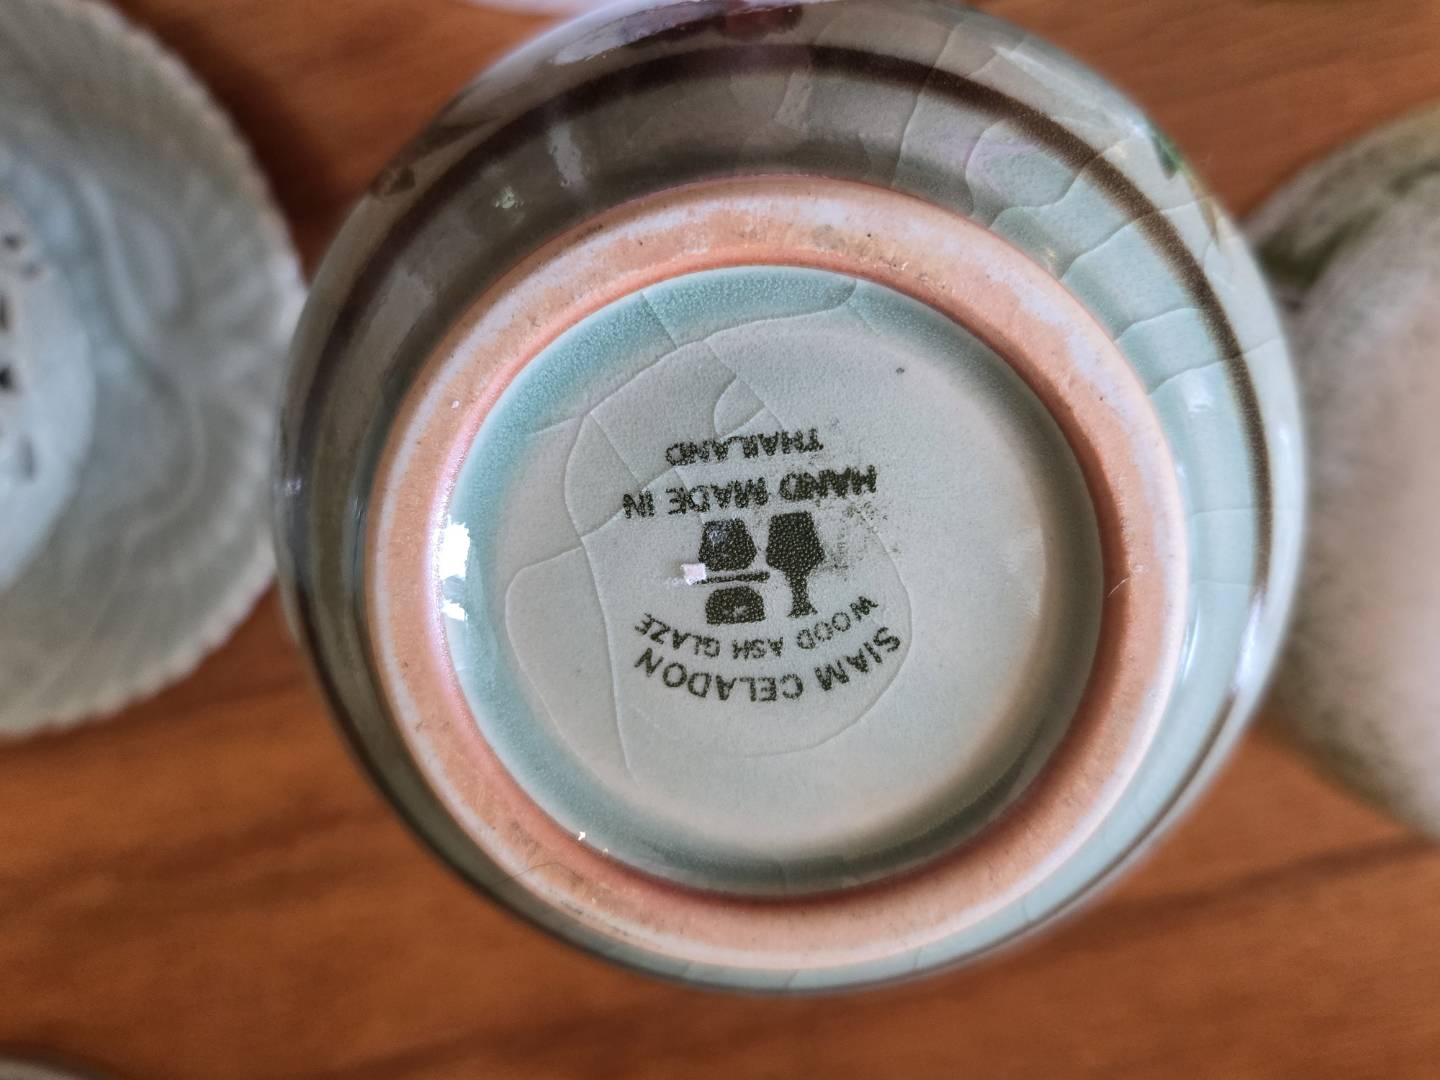 SIAM CELADON
WOOD ASH GLAZE
HAND MADE IN
THAILAND